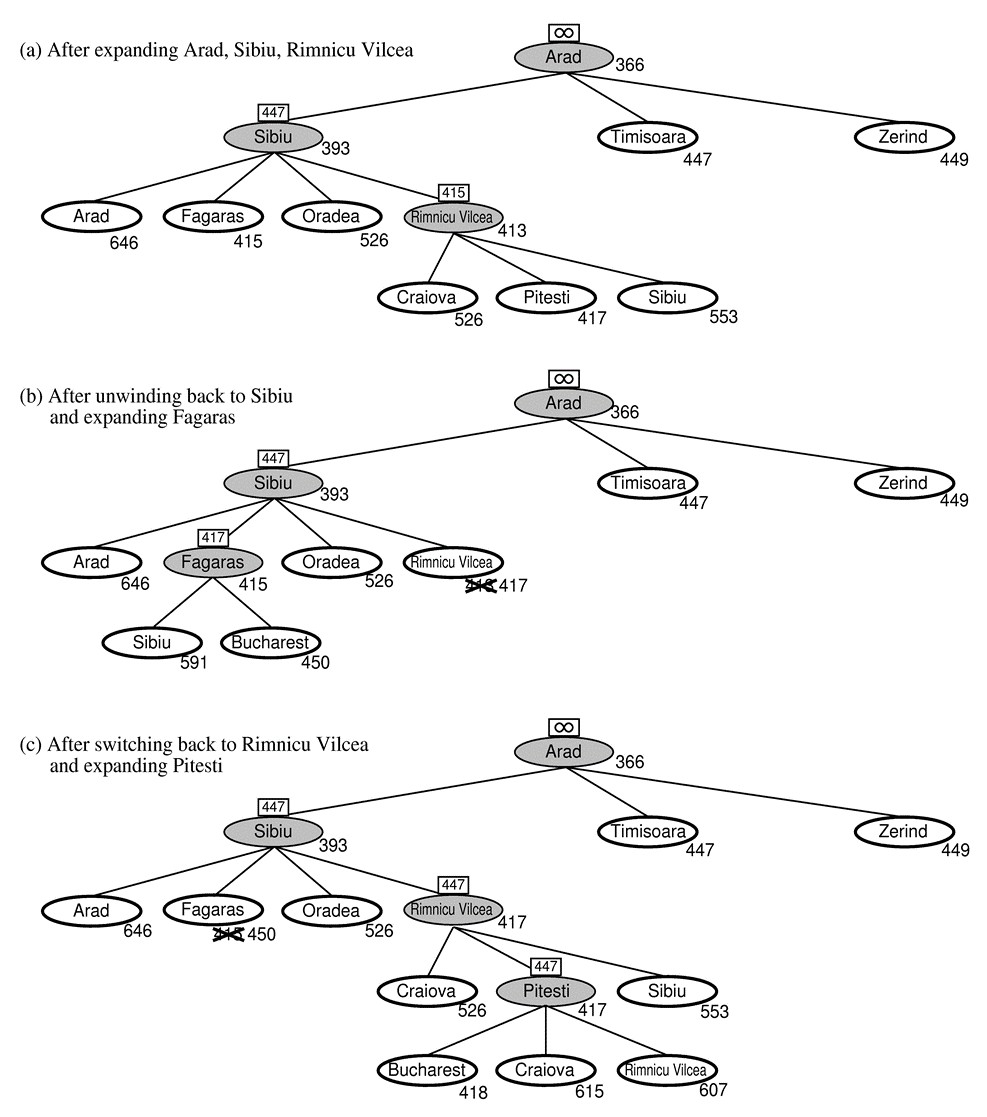 ∞
(a) After expanding Arad, Sibiu, Rimnicu Vilcea
Arad
366
447
Sibiu
393
Timisoara
447
Zerind
449
415
Arad
646
Fagaras
415
Oradea
526
Rimnicu Vilcea
413
Craiova
526
Pitesti
417
Sibiu
553
∞
(b) After unwinding back to Sibiu
and expanding Fagaras
Arad
366
447
Sibiu
393
Timisoara
447
Zerind
449
417
Arad
646
Fagaras
415
Oradea
526
Rimnicu Vilcea
413 417
Sibiu
591
Bucharest
450
∞
(c) After switching back to Rimnicu Vilcea
and expanding Pitesti
Arad
366
447
Sibiu
393
Timisoara
447
Zerind
449
447
Arad
646
Fagaras
415 450
Oradea
526
Rimnicu Vilcea
417
447
Craiova
526
Pitesti
417
Sibiu
553
Bucharest
418
Craiova
615
Rimnicu Vilcea
607